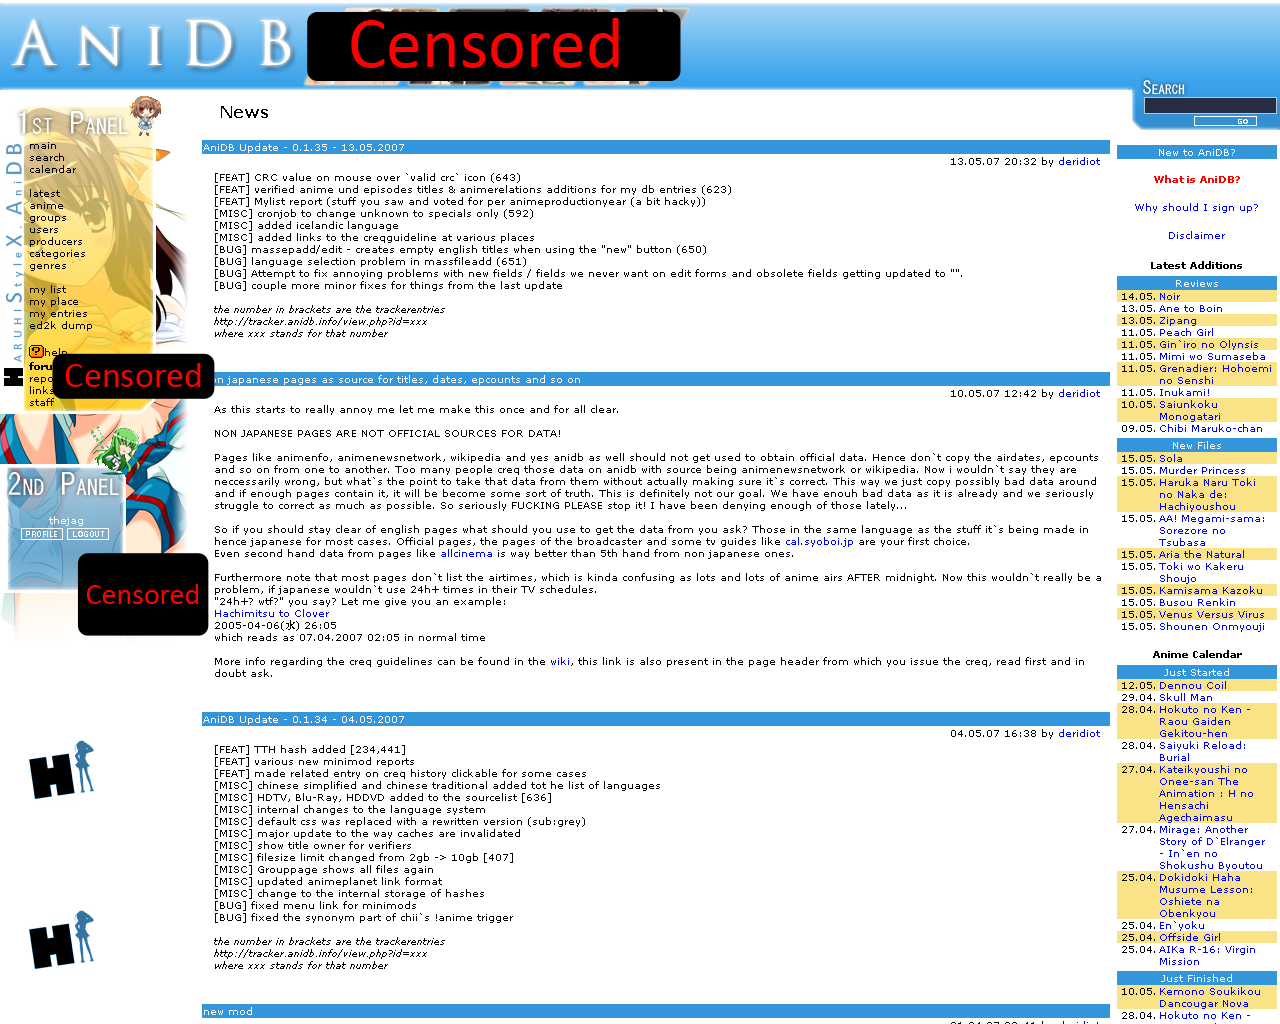 AniDB
Censored
Search
GO
1st Panel
main
search
calendar
latest
anime
groups
users
producers
categories
genres
my list
my place
my entries
ed2k dump
?help
links
staff
Haruhi StyleX.AniDB
H
Censored
2nd Panel
thejag
PROFILE LOGOUT
Censored
H
H
News
AniDB Update - 0.1.35 - 13.05.2007
13.05.07 20:32 by deridiot
[FEAT] CRC value on mouse over `valid crc` icon (643)
[FEAT] verified anime und episodes titles & animerelations additions for my db entries (623)
[FEAT] Mylist report (stuff you saw and voted for per animeproductionyear (a bit hacky))
[MISC] cronjob to change unknown to specials only (592)
[MISC] added icelandic language
[MISC] added links to the creqguideline at various places
[BUG] massepadd/edit - creates empty english titles when using the "new" button (650)
[BUG] language selection problem in massfileadd (651)
[BUG] Attempt to fix annoying problems with new fields / fields we never want on edit forms and obsolete fields getting updated to "".
[BUG] couple more minor fixes for things from the last update
the number in brackets are the trackerentries
http://tracker.anidb.info/view.php?id=xxx
where xxx stands for that number
japanese pages as source for titles, dates, epcounts and so on
10.05.07 12:42 by deridiot
As this starts to really annoy me let me make this once and for all clear.
NON JAPANESE PAGES ARE NOT OFFICIAL SOURCES FOR DATA!
Pages like animenfo, animenewsnetwork, wikipedia and yes anidb as well should not get used to obtain official data. Hence don`t copy the airdates, epcounts
and so on from one to another. Too many people creq those data on anidb with source being animenewsnetwork or wikipedia. Now i wouldn`t say they are
neccessarily wrong, but what`s the point to take that data from them without actually making sure it`s correct. This way we just copy possibly bad data around
and if enough pages contain it, it will be become some sort of truth. This is definitely not our goal. We have enouh bad data as it is already and we seriously
struggle to correct as much as possible. So seriously FUCKING PLEASE stop it! I have been denying enough of those lately...
So if you should stay clear of english pages what should you use to get the data from you ask? Those in the same language as the stuff it`s being made in
hence japanese for most cases. Official pages, the pages of the broadcaster and some tv guides like cal.syoboi.jp are your first choice.
Even second hand data from pages like allcinema is way better than 5th hand from non japanese ones.
Furthermore note that most pages don`t list the airtimes, which is kinda confusing as lots and lots of anime airs AFTER midnight. Now this wouldn`t really be a
problem, if japanese wouldn`t use 24h+ times in their TV schedules.
"24h+? wtf?" you say? Let me give you an example:
Hachimitsu to Clover
2005-04-06(水) 26:05
which reads as 07.04.2007 02:05 in normal time
More info regarding the creq guidelines can be found in the wiki, this link is also present in the page header from which you issue the creq, read first and in
doubt ask.
AniDB Update - 0.1.34 - 04.05.2007
04.05.07 16:38 by deridiot
[FEAT] TTH hash added [234,441]
[FEAT] various new minimod reports
[FEAT] made related entry on creq history clickable for some cases
[MISC] chinese simplified and chinese traditional added tot he list of languages
[MISC] HDTV, Blu-Ray, HDDVD added to the sourcelist [636]
[MISC] internal changes to the language system
[MISC] default css was replaced with a rewritten version (sub:grey)
[MISC] major update to the way caches are invalidated
[MISC] show title owner for verifiers
[MISC] filesize limit changed from 2gb -> 10gb [407]
[MISC] Grouppage shows all files again
[MISC] updated animeplanet link format
[MISC] change to the internal storage of hashes
[BUG] fixed menu link for minimods
[BUG] fixed the synonym part of chii`s !anime trigger
the number in brackets are the trackerentries
http://tracker.anidb.info/view.php?id=xxx
where xxx stands for that number
new mod
New to AniDB?
What is AniDB?
Why should I sign up?
Disclaimer
Latest Additions
Reviews
14.05. Noir
13.05. Ane to Boin
13.05. Zipang
11.05. Peach Girl
11.05. Gin`iro no Olynsis
11.05. Mimi wo Sumaseba
11.05. Grenadier: Hohoemi
no Senshi
11.05. Inukami!
10.05. Saiunkoku
Monogatari
09.05. Chibi Maruko-chan
New Files
15.05. Sola
15.05. Murder Princess
15.05. Haruka Naru Toki
no Naka de:
Hachiyoushou
15.05. AA! Megami-sama:
Sorezore no
Tsubasa
15.05. Aria the Natural
15.05. Toki wo Kakeru
Shoujo
15.05. Kamisama Kazoku
15.05. Busou Renkin
15.05. Venus Versus Virus
15.05. Shounen Onmyouji
Anime Calendar
Just Started
12.05. Dennou Coil
29.04. Skull Man
28.04. Hokuto no Ken -
Raou Gaiden
Gekitou-hen
28.04. Saiyuki Reload:
Burial
27.04. Kateikyoushi no
Onee-san The
Animation : H no
Hensachi
Agechaimasu
27.04. Mirage: Another
Story of D`Elranger
- In`en no
Shokushu Byoutou
25.04. Dokidoki Haha
Musume Lesson:
Oshiete na
Obenkyou
25.04. En`yoku
25.04. Offside Girl
25.04. AIKa R-16: Virgin
Mission
Just Finished
10.05. Kemono Soukikou
Dancougar Nova
28.04. Hokuto no Ken -